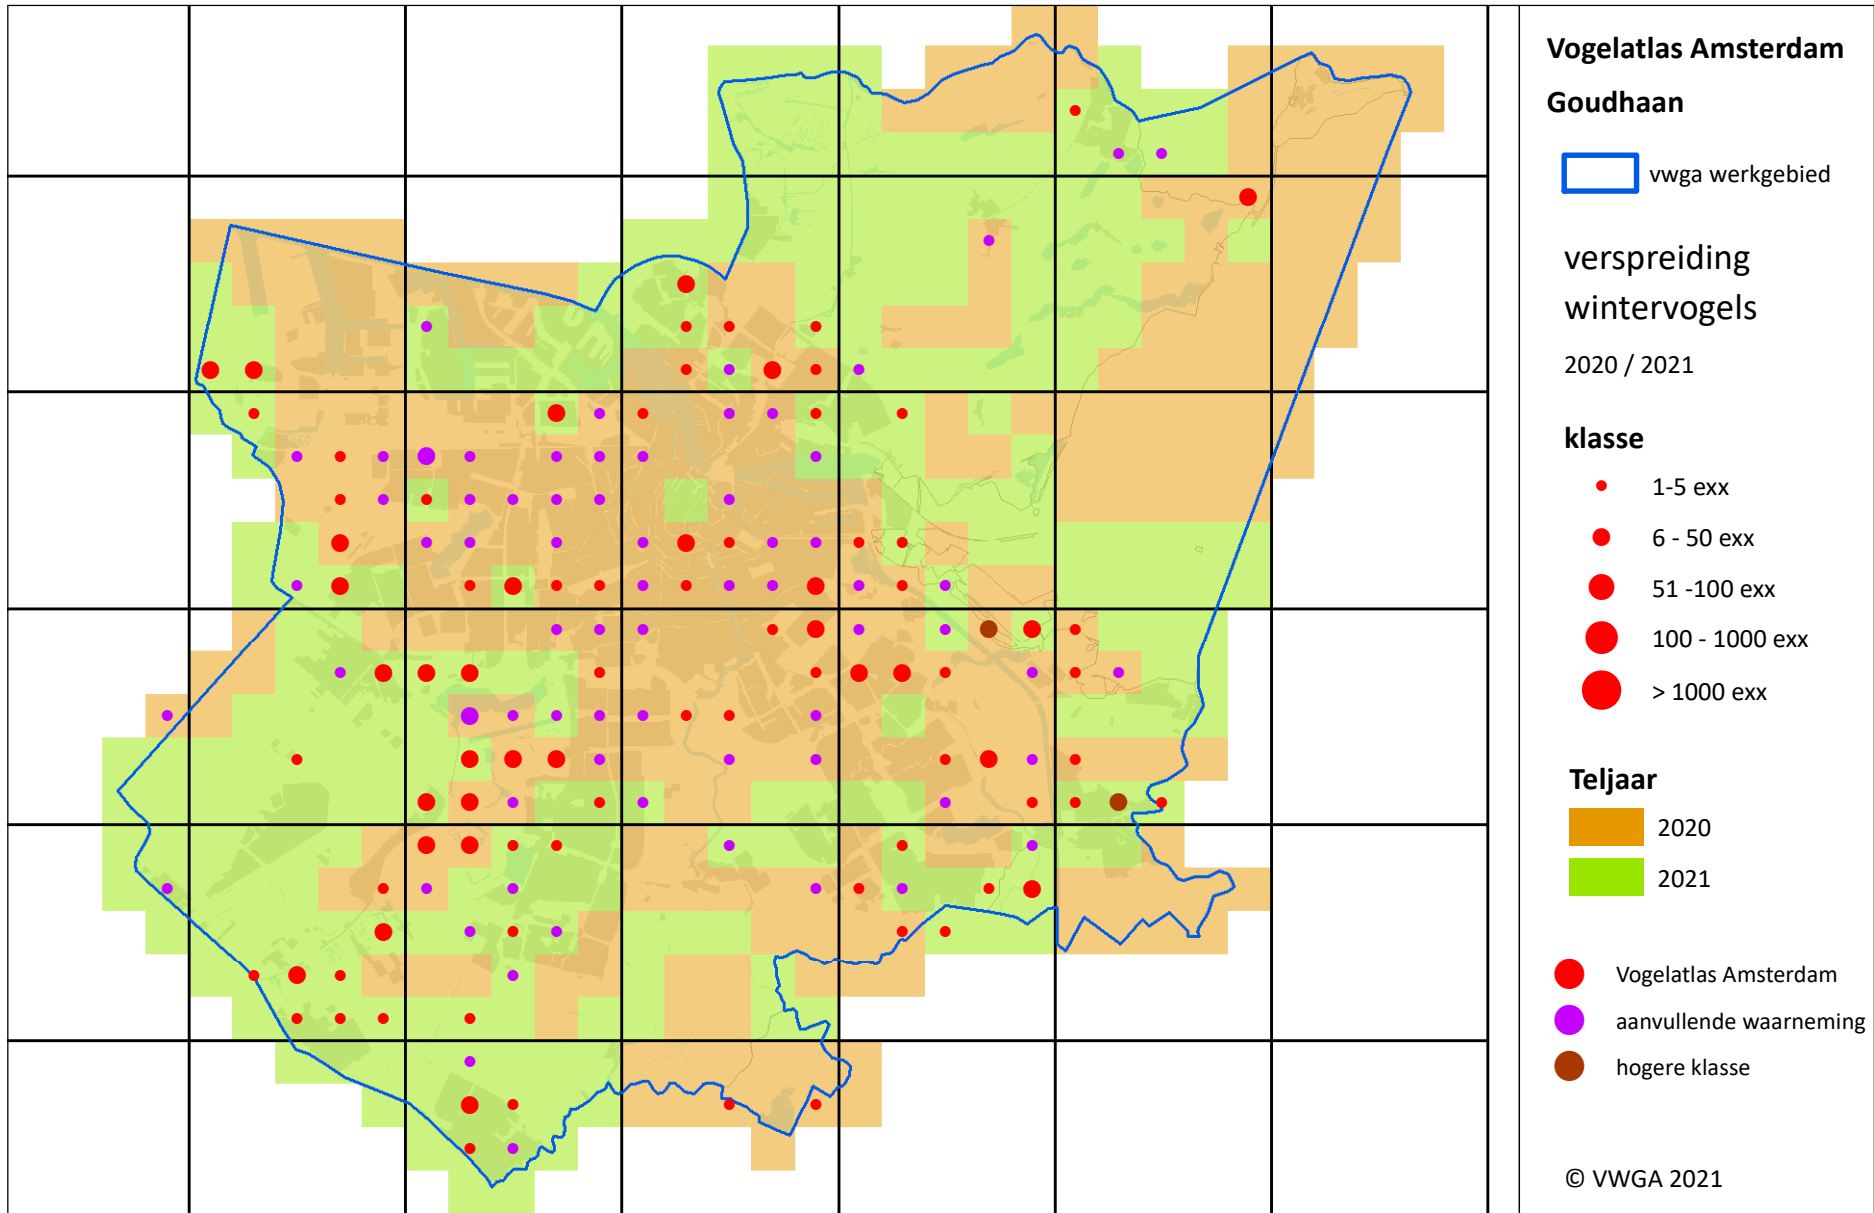 Vogelatlas Amsterdam
Goudhaan
vwga werkgebied
verspreiding
wintervogels
2020 / 2021
klasse
1-5 exx
6 - 50 exx
51 -100 exx
100 - 1000 exx
> 1000 exx
Teljaar
2020
2021
Vogelatlas Amsterdam
aanvullende waarneming
hogere klasse
© VWGA 2021